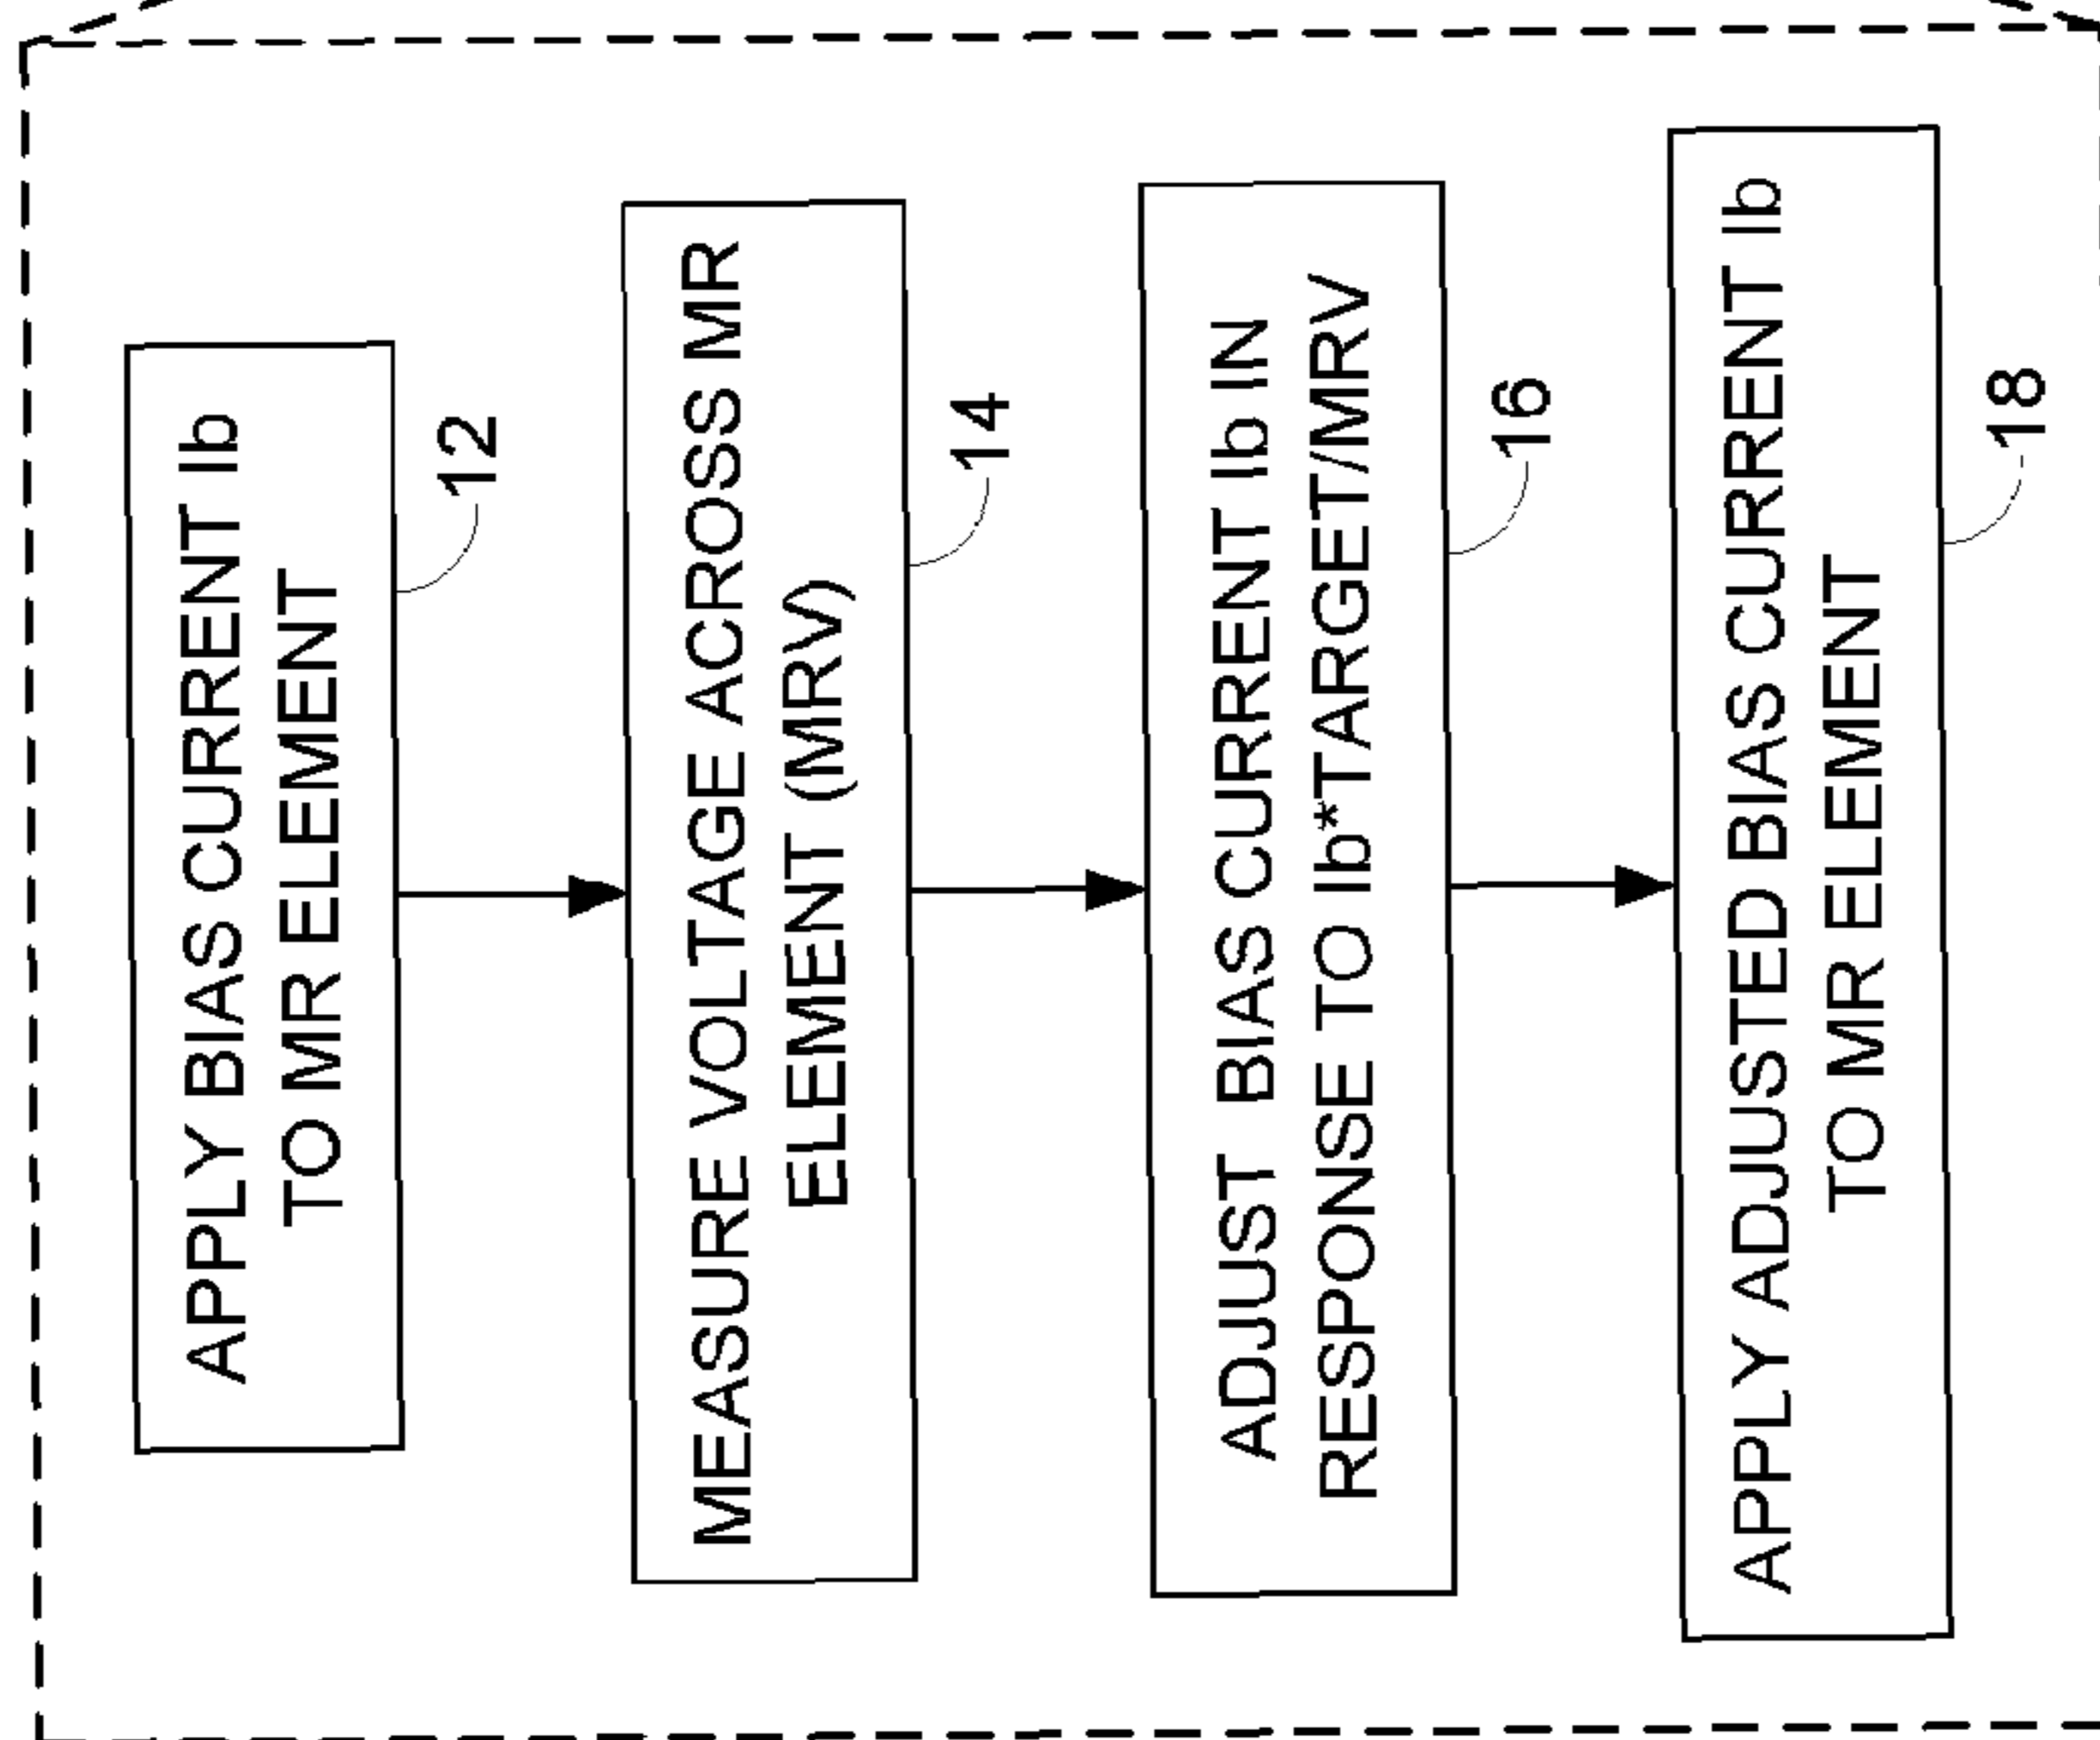 APPLY BIAS CURRENT Ib
TO MR ELEMENT
12
MEASURE VOLTAGE ACROSS MR
ELEMENT (MRV)
14
ADJUST BIAS CURRENT Ib IN
RESPONSE TO Ib*TARGET/MRV
16
APPLY ADJUSTED BIAS CURRENT Ib
TO MR ELEMENT
18